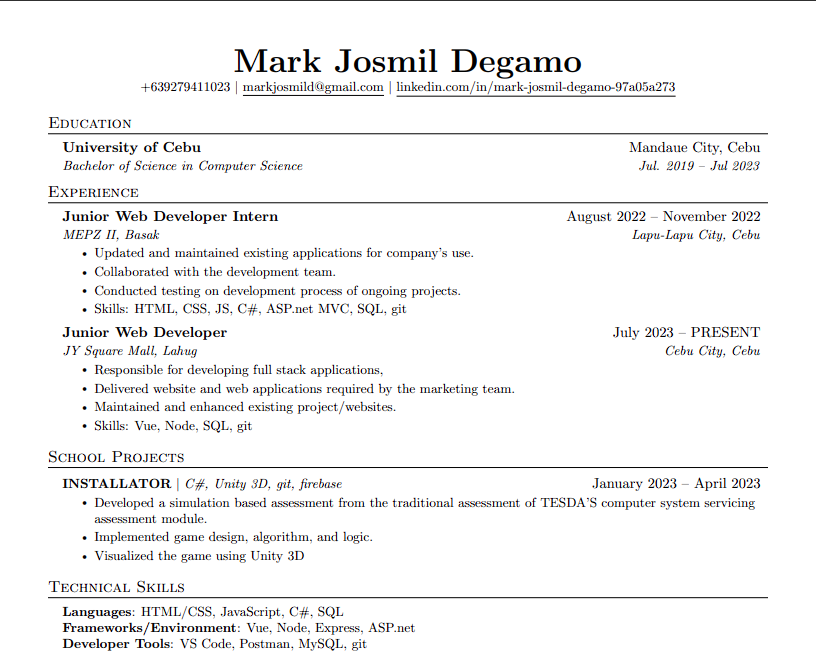 Mark Josmil Degamo
+639279411023 | markjosmild@gmail.com | linkedin.com/in/mark-josmil-degamo-97a05a273
Education
University of Cebu Mandaue City, Cebu
Bachelor of Science in Computer Science Jul. 2019 – Jul 2023
Experience
Junior Web Developer Intern August 2022 – November 2022
MEPZ II, Basak Lapu-Lapu City, Cebu
• Updated and maintained existing applications for company's use.
• Collaborated with the development team.
• Conducted testing on development process of ongoing projects.
• Skills: HTML, CSS, JS, C#, ASP.net MVC, SQL, git
Junior Web Developer July 2023 – PRESENT
JY Square Mall, Lahug Cebu City, Cebu
• Responsible for developing full stack applications,
• Delivered website and web applications required by the marketing team.
• Maintained and enhanced existing project/websites.
• Skills: Vue, Node, SQL, git
School Projects
INSTALLATOR | C#, Unity 3D, git, firebase January 2023 – April 2023
• Developed a simulation based assessment from the traditional assessment of TESDA'S computer system servicing
assessment module.
• Implemented game design, algorithm, and logic.
• Visualized the game using Unity 3D
Technical Skills
Languages: HTML/CSS, JavaScript, C#, SQL
Frameworks/Environment: Vue, Node, Express, ASP.net
Developer Tools: VS Code, Postman, MySQL, git